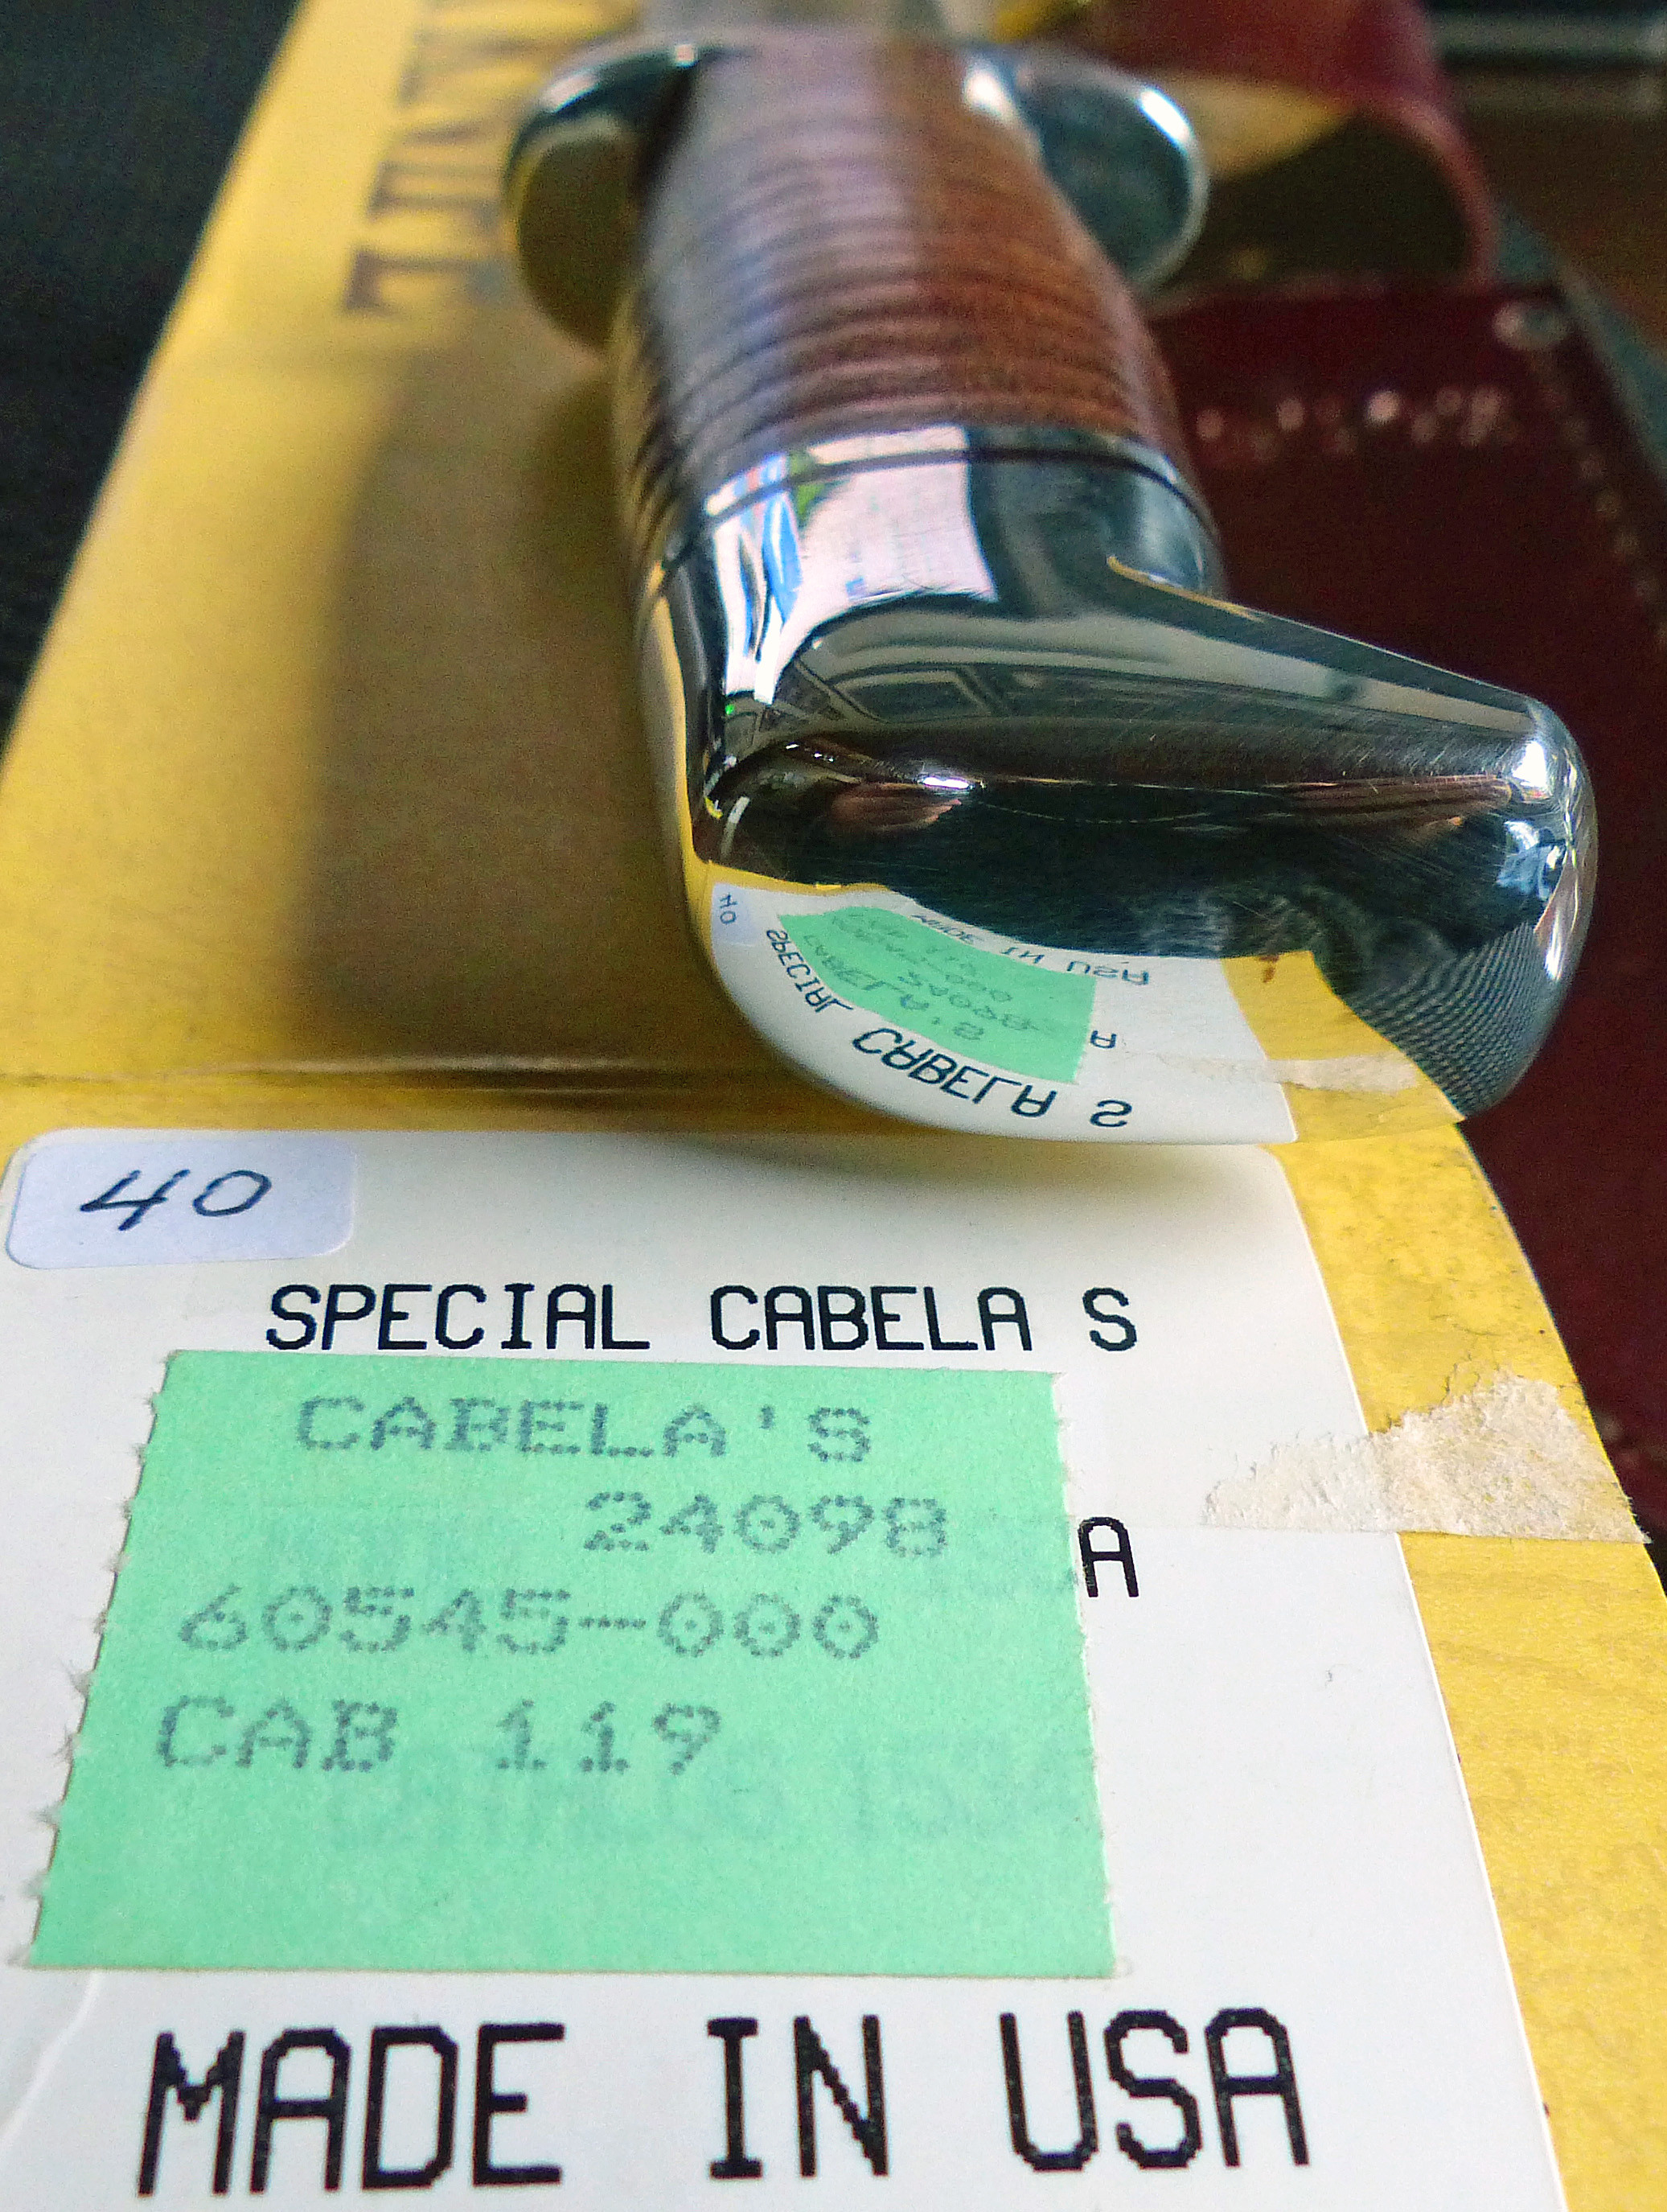 40
SPECIAL CABELA S
CABELA'S
24098
A
60545-000
CAB 119
MADE IN USA